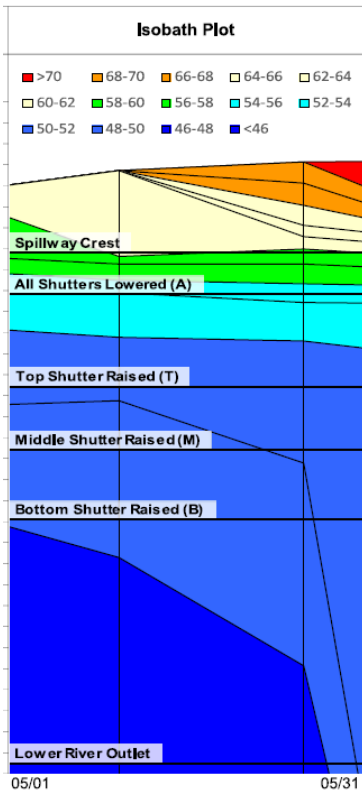 Isobath Plot
>70 68-70 66-68 64-66 62-64
60-62 58-60 56-58 54-56 52-54
50-52 48-50 46-48 <46
Spillway Crest
All Shutters Lowered (A)
Top Shutter Raised (T)
Middle Shutter Raised (M)
Bottom Shutter Raised (B)
Lower River Outlet
05/01 05/31